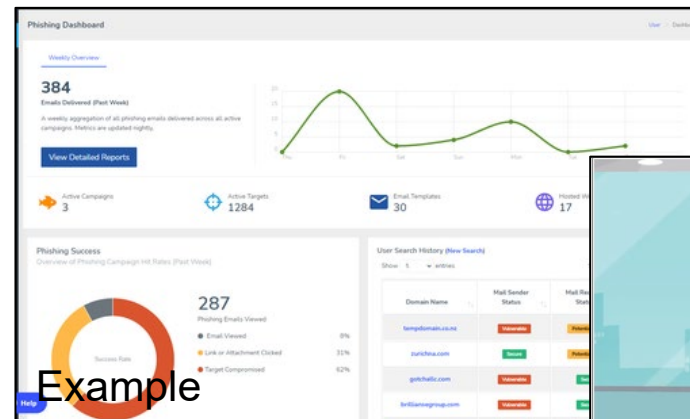 Phishing Dashboard
User
Weekly Overview
384
Emails Delivered (Past Week)
A weekly aggregation of all phishing emails delivered across all active
campaigns. Metrics are updated nightly.
View Detailed Reports
20
15
10
5
0
Thu Fri Sat Sun Mon Tue
Active Campaigns
3
Active Targets
1284
Email Templates
30
Hosted
17
Phishing Success
Overview of Phishing Campaign Hit Rates (Past Week)
Success Rate
287
Phishing Emails Viewed
Email Viewed 8%
Link or Attachment Clicked 31%
Target Compromised 62%
User Search History (New Search)
Show 5 entries
Domain Name
Mail Sender
Status
Mail
tempdomain.co.nz Vulnerable
zurichna.com Secure
gotchallc.com Vulnerable
brilliancegroup.com Vulnerable
Help
Example